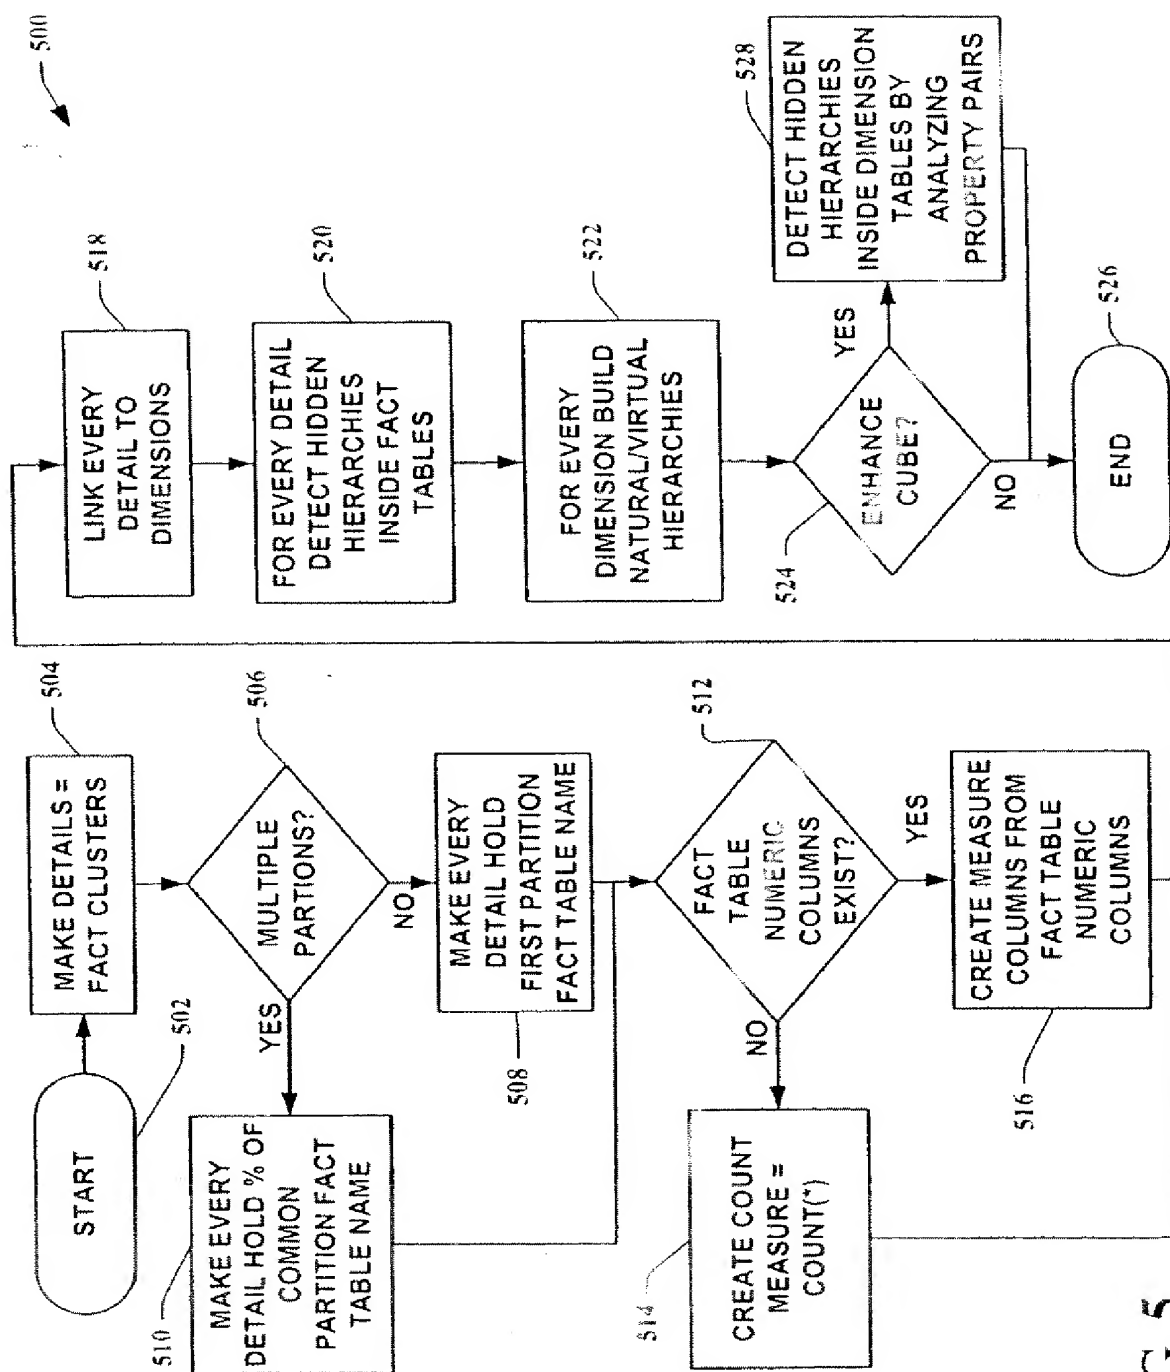 500
START
502
MAKE DETAILS =
FACT CLUSTERS
504
MULTIPLE
PARTIONS?
506
YES
NO
MAKE EVERY
DETAIL HOLD % OF
COMMON
PARTITION FACT
TABLE NAME
510
MAKE EVERY
DETAIL HOLD
FIRST PARTITION
FACT TABLE NAME
508
FACT
TABLE
NUMERIC
COLUMNS
EXIST?
512
NO
YES
CREATE COUNT
MEASURE =
COUNT(*)
514
CREATE MEASURE
COLUMNS FROM
FACT TABLE
NUMERIC
COLUMNS
516
LINK EVERY
DETAIL TO
DIMENSIONS
518
FOR EVERY DETAIL
DETECT HIDDEN
HIERARCHIES
INSIDE FACT
TABLES
520
FOR EVERY
DIMENSION BUILD
NATURAL/VIRTUAL
HIERARCHIES
522
ENHANCE
CUBE?
524
YES
NO
DETECT HIDDEN
HIERARCHIES
INSIDE DIMENSION
TABLES BY
ANALYZING
PROPERTY PAIRS
528
END
526